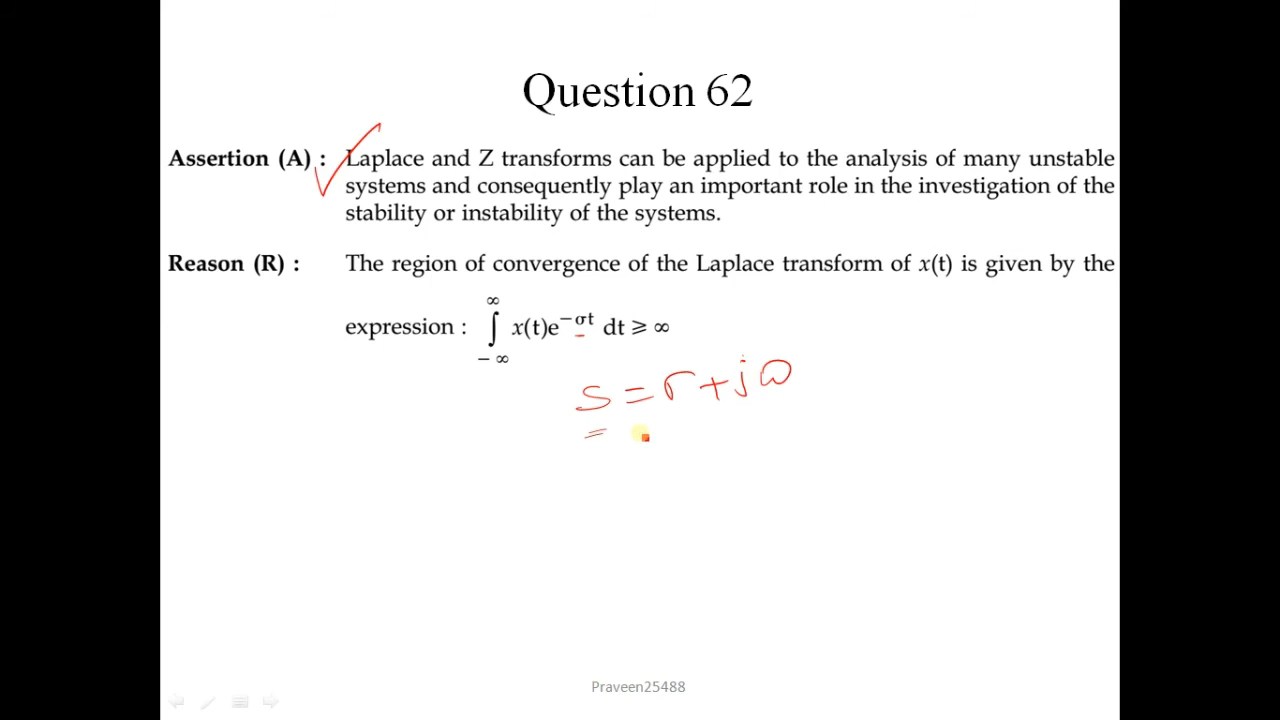 Question 62
Assertion (A) : Laplace and Z transforms can be applied to the analysis of many unstable
systems and consequently play an important role in the investigation of the
stability or instability of the systems.
Reason (R) : The region of convergence of the Laplace transform of x(t) is given by the
expression : ∫_{-∞}^{∞} x(t)e^{-σt} dt ⩾ ∞
s = σ + jω
=
Praveen25488